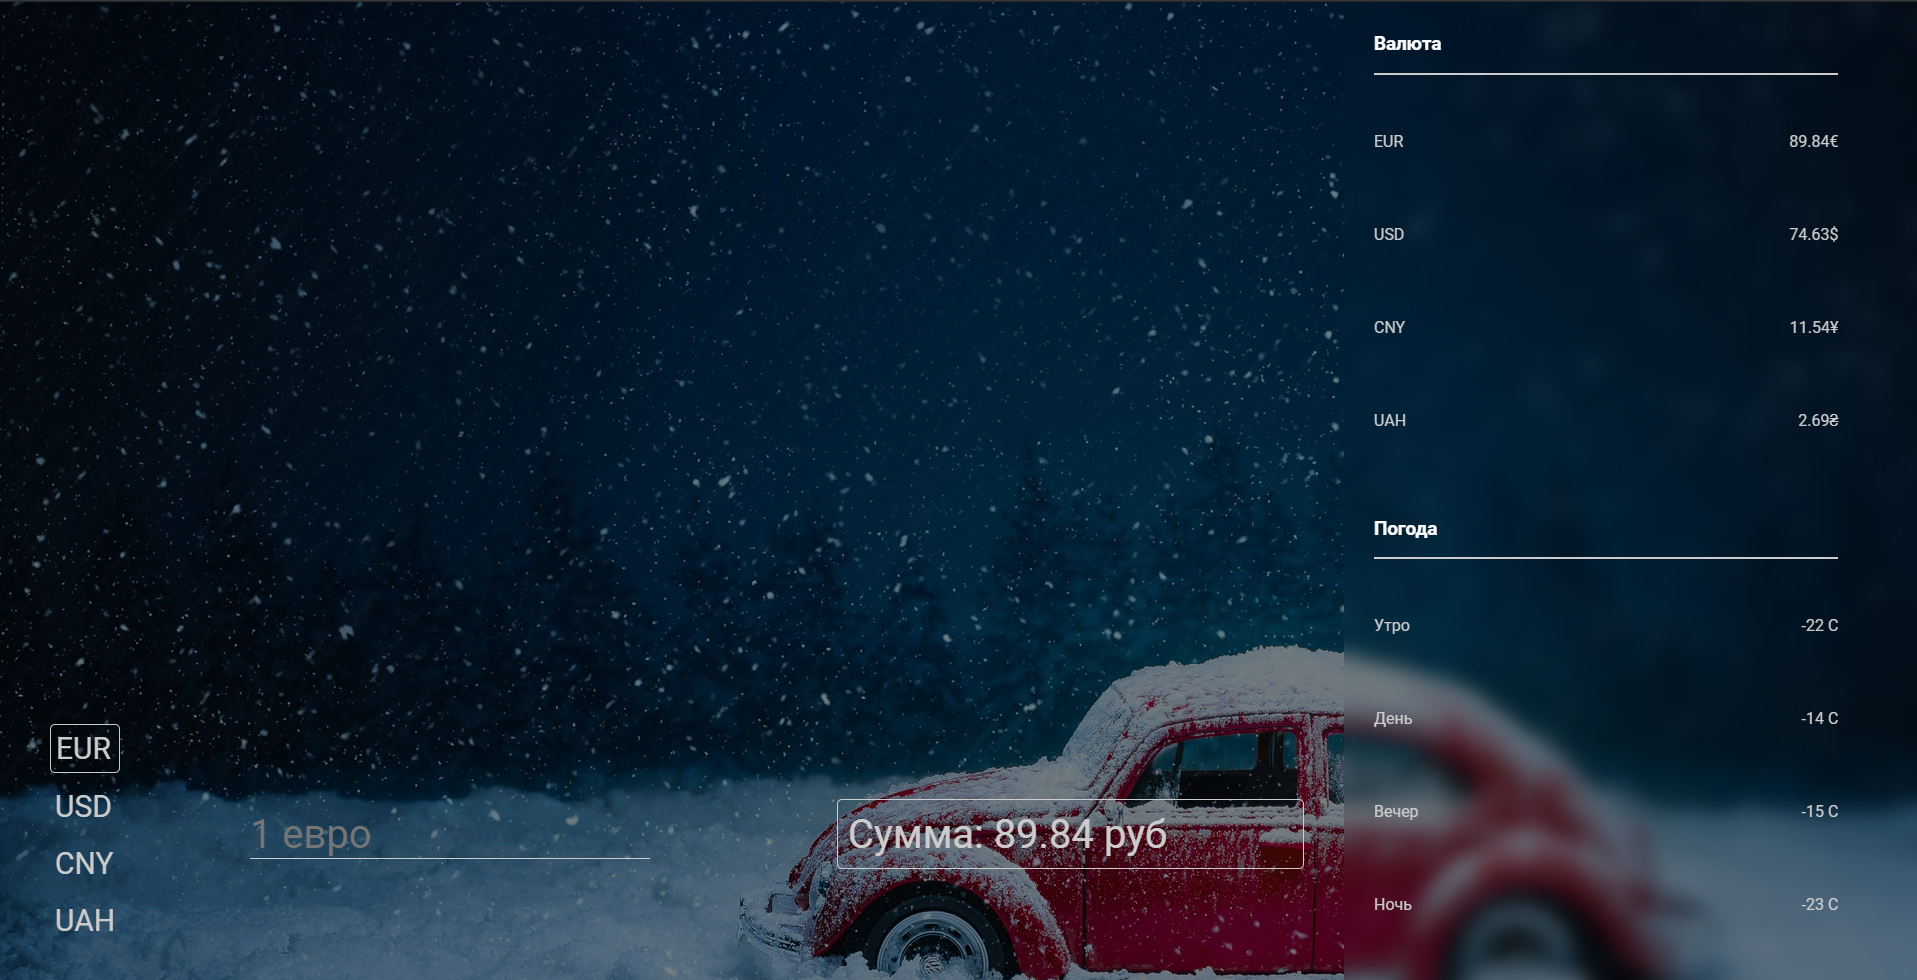 Валюта
EUR 89.84€
USD 74.63$
CNY 11.54¥
UAH 2.69₴
Погода
Утро -22 C
День -14 C
Вечер -15 C
Ночь -23 C
EUR
USD
CNY
UAH
1 евро
Сумма: 89.84 руб